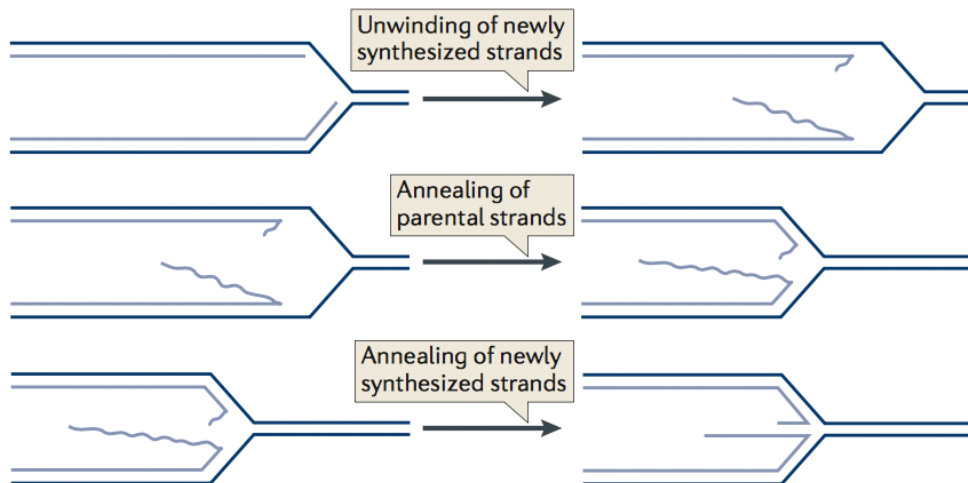 Unwinding of newly
synthesized strands
Annealing of
parental strands
Annealing of newly
synthesized strands